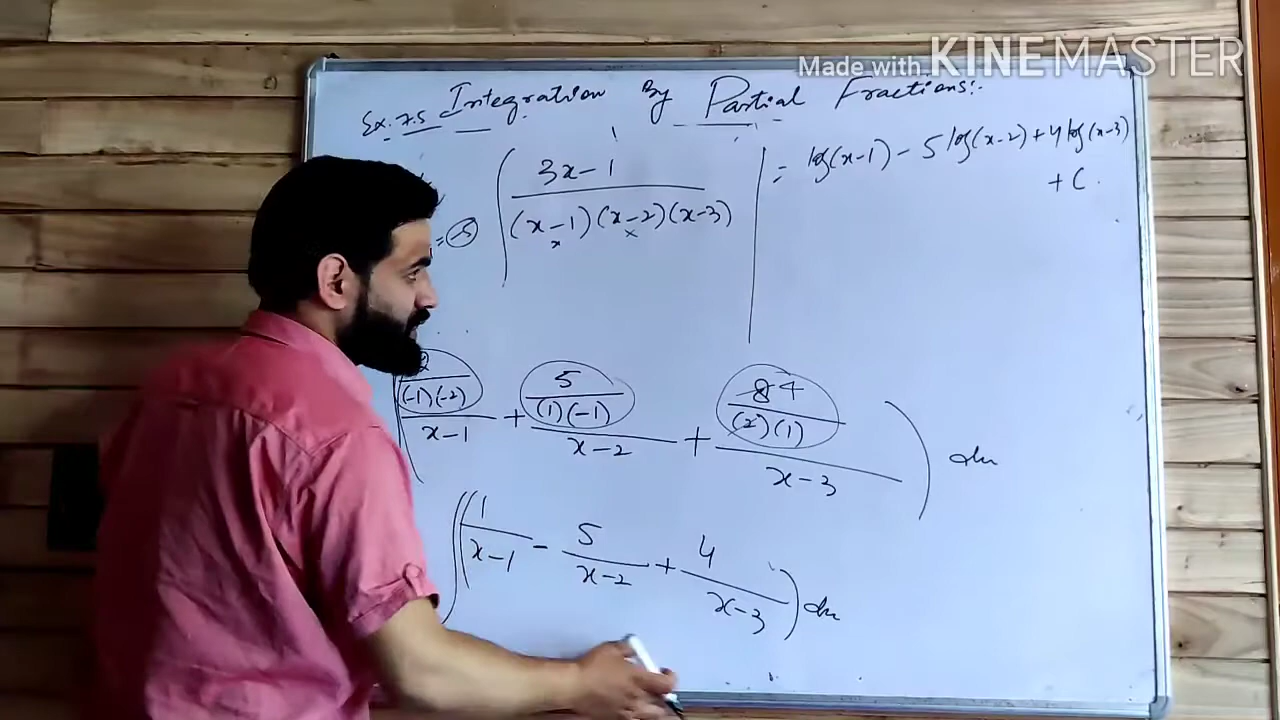 Made with KINEMASTER
Ex. 7.5 Integration By Partial Fractions:-
∫ 3x-1 / (x-1)(x-2)(x-3)
= -5
= log(x-1) - 5 log(x-2) + 4 log(x-3)
+ C.
2/(-1)(-2) / x-1 + 5/(1)(-1) / x-2 + 8 4/(2)(1) / x-3 ) dx
∫ ( 1 / x-1 - 5 / x-2 + 4 / x-3 ) dx